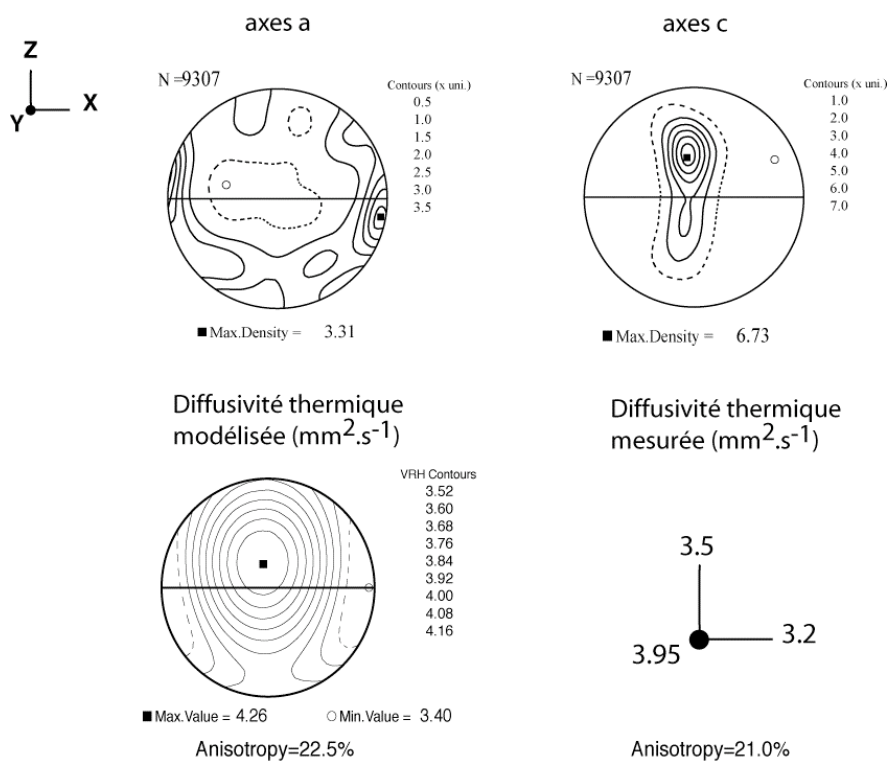 axes a
axes c
Z
X
Y
N =9307
Contours (x uni.)
0.5
1.0
1.5
2.0
2.5
3.0
3.5
Max.Density = 3.31
N =9307
Contours (x uni.)
1.0
2.0
3.0
4.0
5.0
6.0
7.0
Max.Density = 6.73
Diffusivité thermique
modélisée (mm2.s-1)
VRH Contours
3.52
3.60
3.68
3.76
3.84
3.92
4.00
4.08
4.16
Max.Value = 4.26 Min.Value = 3.40
Anisotropy=22.5%
Diffusivité thermique
mesurée (mm2.s-1)
3.5
3.2
3.95
Anisotropy=21.0%